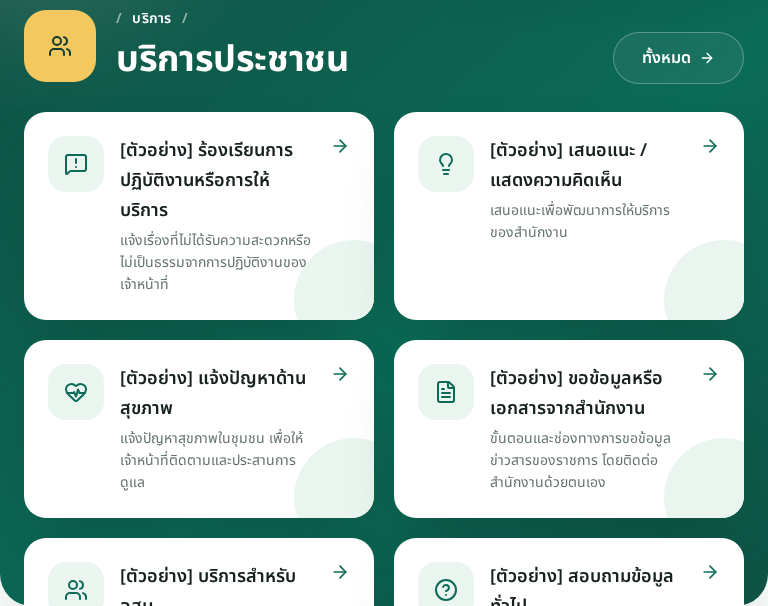 / บริการ /
บริการประชาชน
ทั้งหมด
[ตัวอย่าง] ร้องเรียนการ
ปฏิบัติงานหรือการให้
บริการ
แจ้งเรื่องที่ไม่ได้รับความสะดวกหรือ
ไม่เป็นธรรมจากการปฏิบัติงานของ
เจ้าหน้าที่
[ตัวอย่าง] เสนอแนะ /
แสดงความคิดเห็น
เสนอแนะเพื่อพัฒนาการให้บริการ
ของสำนักงาน
[ตัวอย่าง] แจ้งปัญหาด้าน
สุขภาพ
แจ้งปัญหาสุขภาพในชุมชน เพื่อให้
เจ้าหน้าที่ติดตามและประสานการ
ดูแล
[ตัวอย่าง] ขอข้อมูลหรือ
เอกสารจากสำนักงาน
ขั้นตอนและช่องทางการขอข้อมูล
ข่าวสารของราชการ โดยติดต่อ
สำนักงานด้วยตนเอง
[ตัวอย่าง] บริการสำหรับ
อสม.
[ตัวอย่าง] สอบถามข้อมูล
ทั่วไป